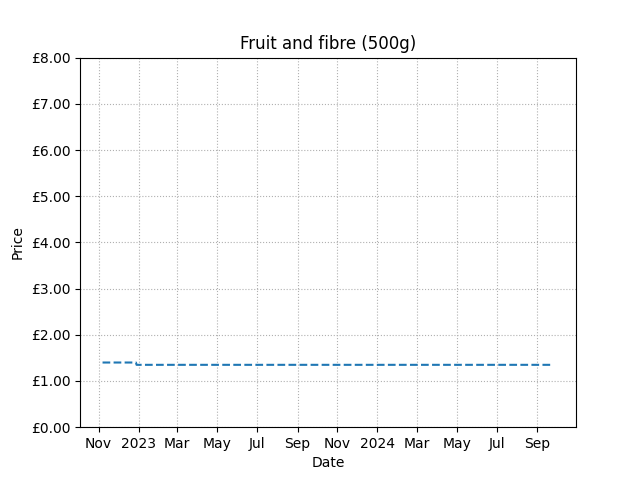 Fruit and fibre (500g)
£8.00
£7.00
£6.00
£5.00
£4.00
£3.00
£2.00
£1.00
£0.00
Price
Nov 2023 Mar May Jul Sep Nov 2024 Mar May Jul Sep
Date